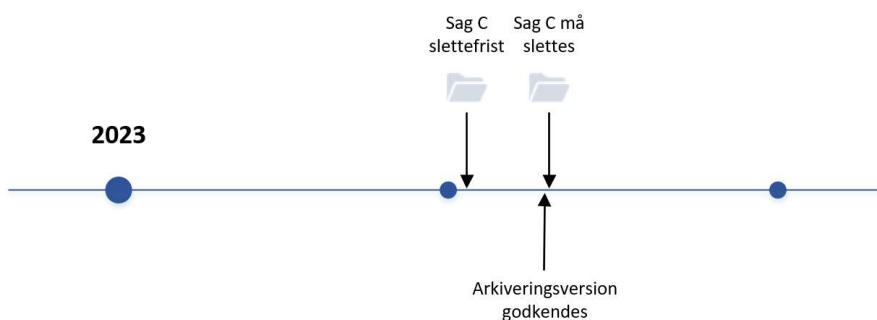 Sag C
slettefrist
Sag C må
slettes
2023
Arkiveringsversion
godkendes